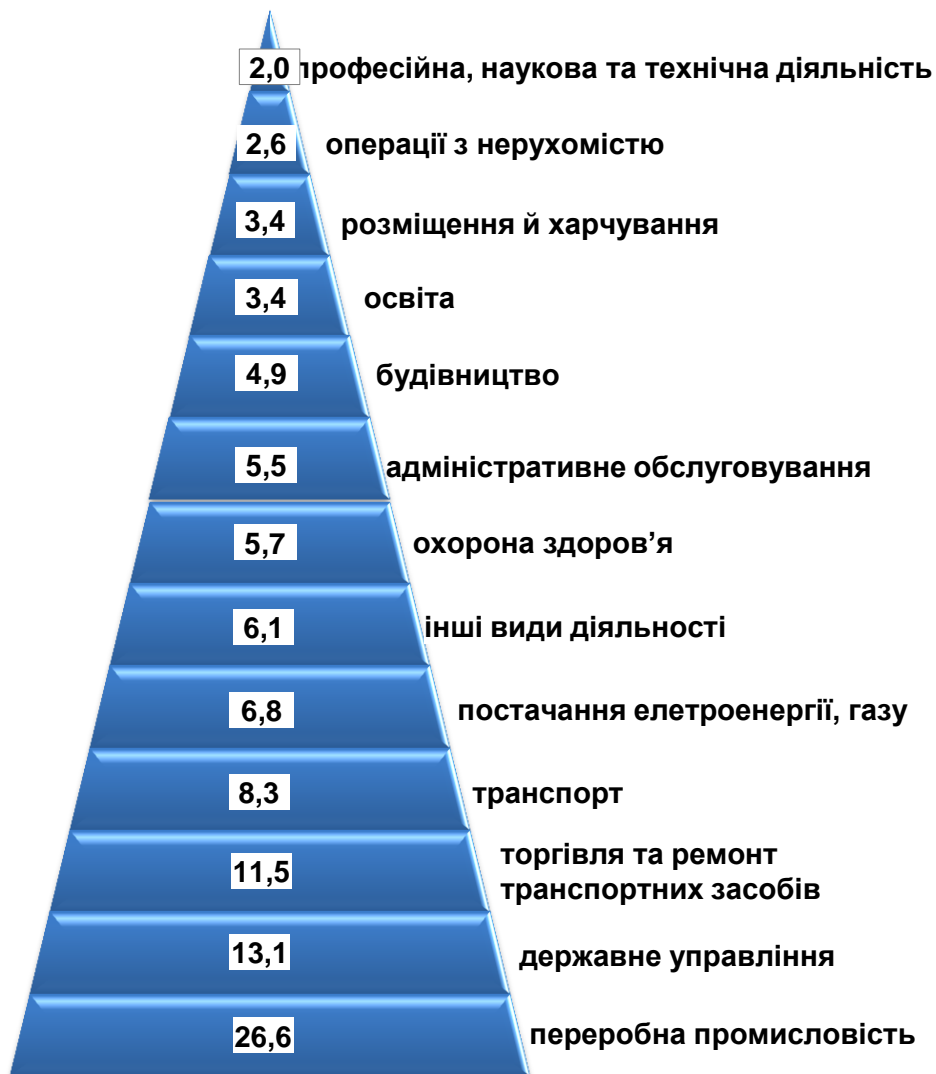 2,0 професійна, наукова та технічна діяльність
2,6 операції з нерухомістю
3,4 розміщення й харчування
3,4 освіта
4,9 будівництво
5,5 адміністративне обслуговування
5,7 охорона здоров’я
6,1 інші види діяльності
6,8 постачання елетроенергії, газу
8,3 транспорт
11,5 торгівля та ремонт
транспортних засобів
13,1 державне управління
26,6 переробна промисловість